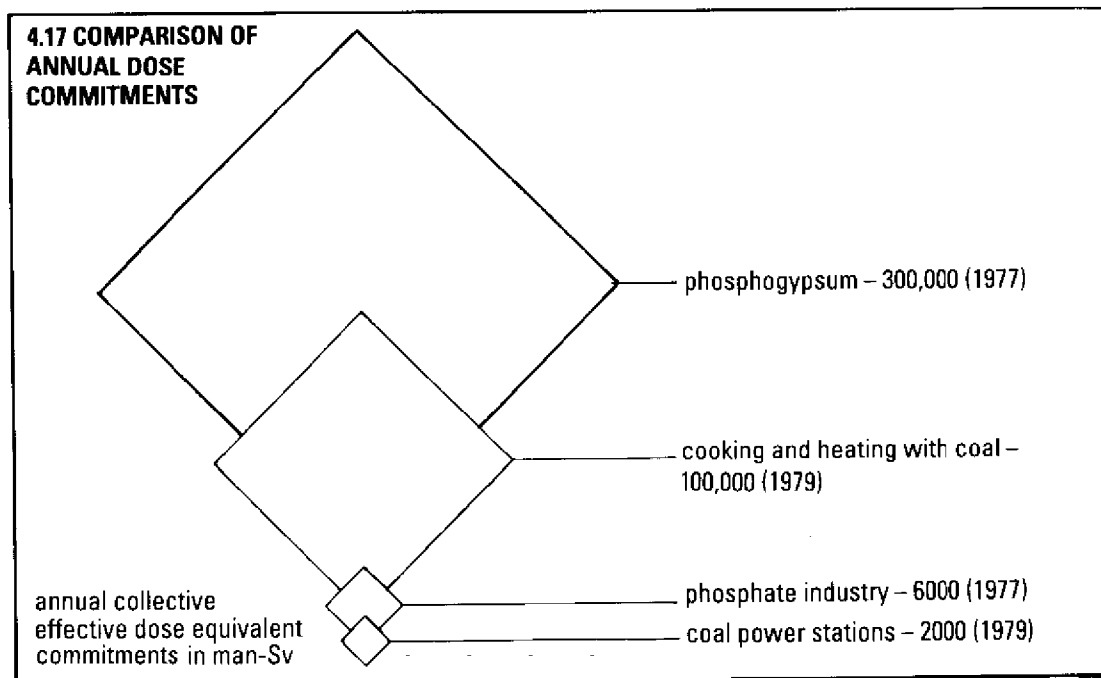 4.17 COMPARISON OF
ANNUAL DOSE
COMMITMENTS
phosphogypsum – 300,000 (1977)
cooking and heating with coal –
100,000 (1979)
phosphate industry – 6000 (1977)
coal power stations – 2000 (1979)
annual collective
effective dose equivalent
commitments in man-Sv